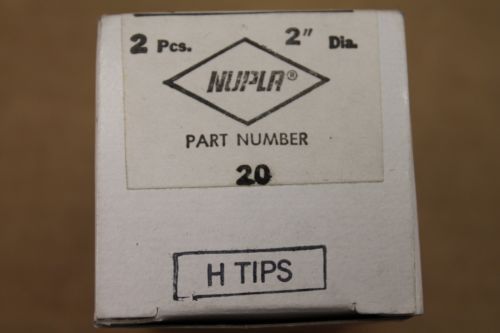 2 Pcs. 2" Dia.
NUPLA®
PART NUMBER
20
H TIPS